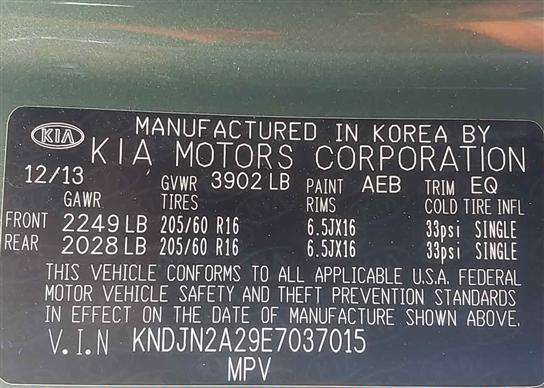 MANUFACTURED IN KOREA BY
KIA KIA MOTORS CORPORATION
12/13 GVWR 3902 LB PAINT AEB TRIM EQ
GAWR TIRES RIMS COLD TIRE INFL
FRONT 2249 LB 205/60 R16 6.5JX16 33psi SINGLE
REAR 2028 LB 205/60 R16 6.5JX16 33psi SINGLE
THIS VEHICLE CONFORMS TO ALL APPLICABLE U.S.A. FEDERAL
MOTOR VEHICLE SAFETY AND THEFT PREVENTION STANDARDS
IN EFFECT ON THE DATE OF MANUFACTURE SHOWN ABOVE.
V.I.N KNDJN2A29E7037015
MPV